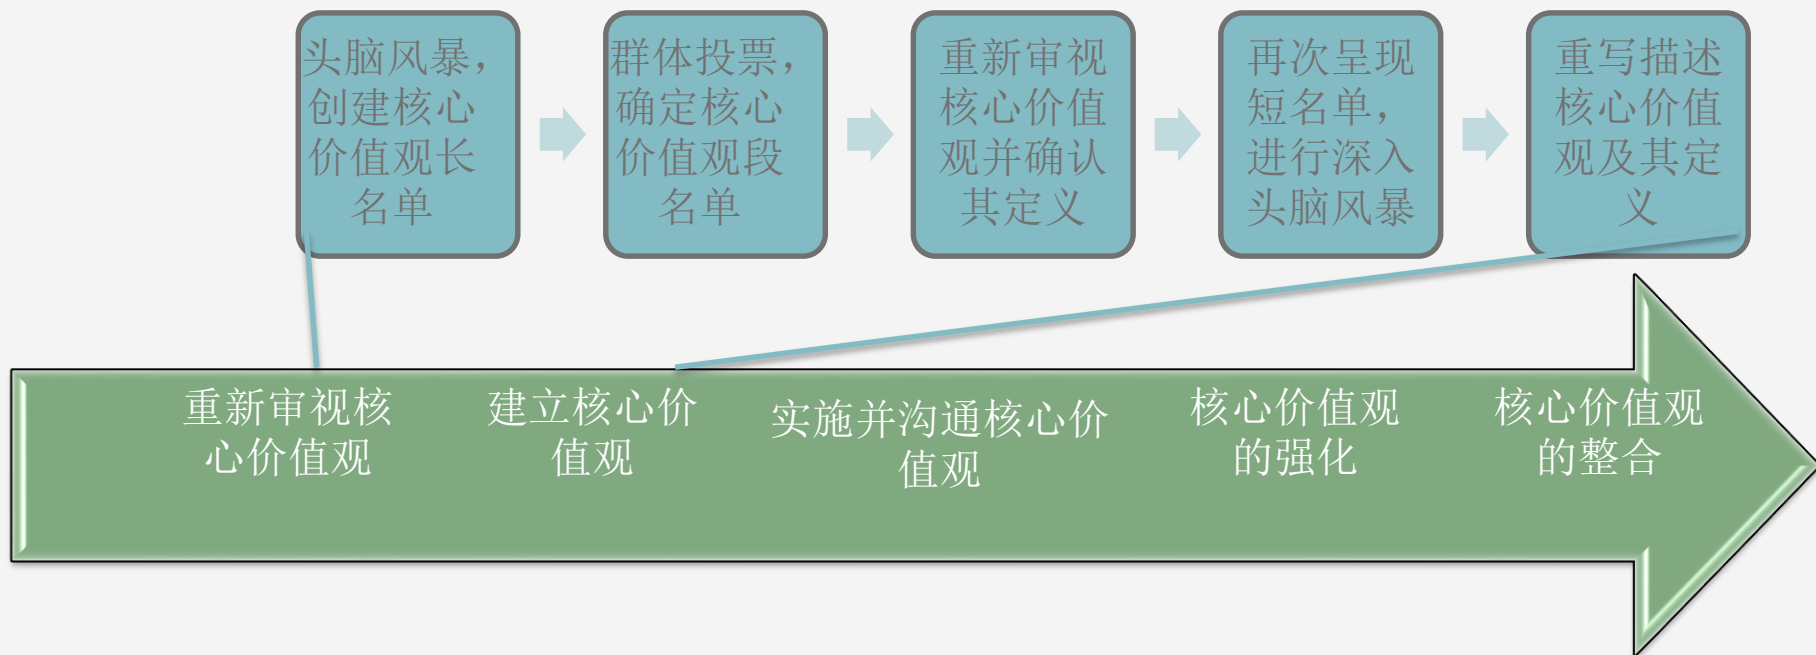 头脑风暴，
创建核心
价值观长
名单
群体投票，
确定核心
价值观段
名单
重新审视
核心价值
观并确认
其定义
再次呈现
短名单，
进行深入
头脑风暴
重写描述
核心价值
观及其定
义
重新审视核
心价值观
建立核心价
值观
实施并沟通核心价
值观
核心价值观
的强化
核心价值观
的整合